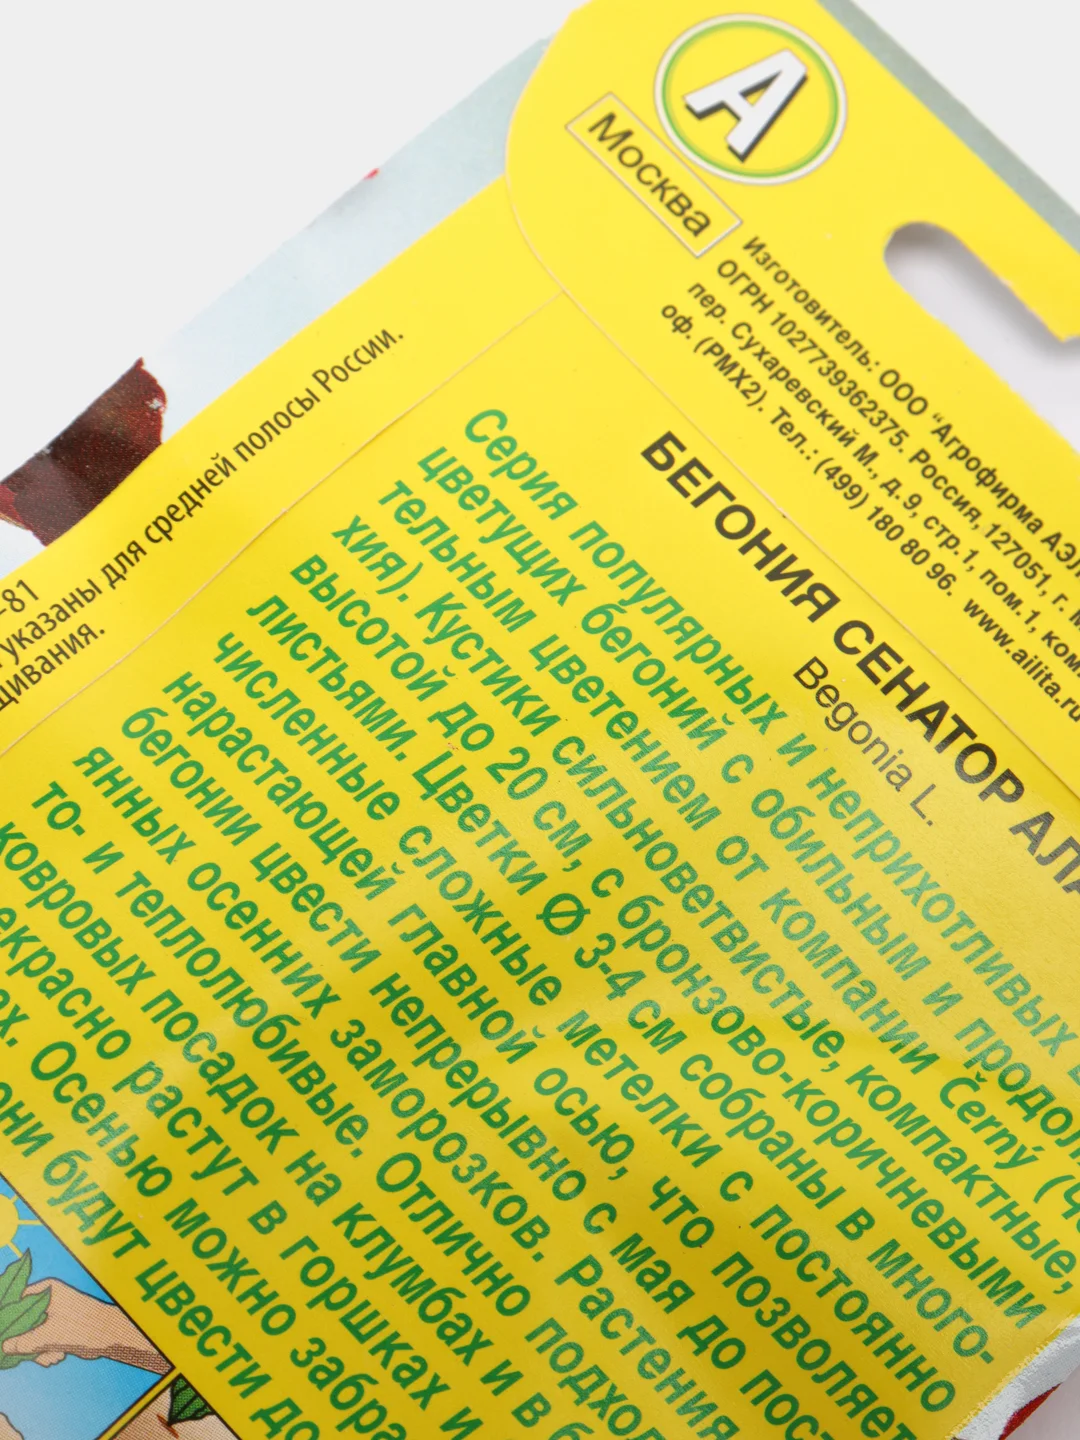 А
Москва
Изготовитель: ООО “Агрофирма АЭЛ
ОГРН 1027739362375. Россия, 127051, г. М
пер. Сухаревский М., д. 9, стр.1, пом.1, ком
оф. (РМХ2). Тел.: (499) 180 80 96. www.ailita.ru
БЕГОНИЯ СЕНАТОР АЛ
Begonia L.
Серия популярных и неприхотливых
цветущих бегоний с обильным и продол
тельным цветением от компании Černý (Че
хия). Кустики сильноветвистые, компактные,
высотой до 20 см, с бронзово-коричневыми
листьями. Цветки Ø 3-4 см собраны в много-
численные сложные метелки с постоянно
нарастающей главной осью, что позволяет
бегонии цвести непрерывно с мая до пост
янных осенних заморозков. Растения
то- и теплолюбивые. Отлично подхо
ковровых посадок на клумбах и в б
екрасно растут в горшках и
ах. Осенью можно забра
они будут цвести до
-81
указаны для средней полосы России.
щивания.